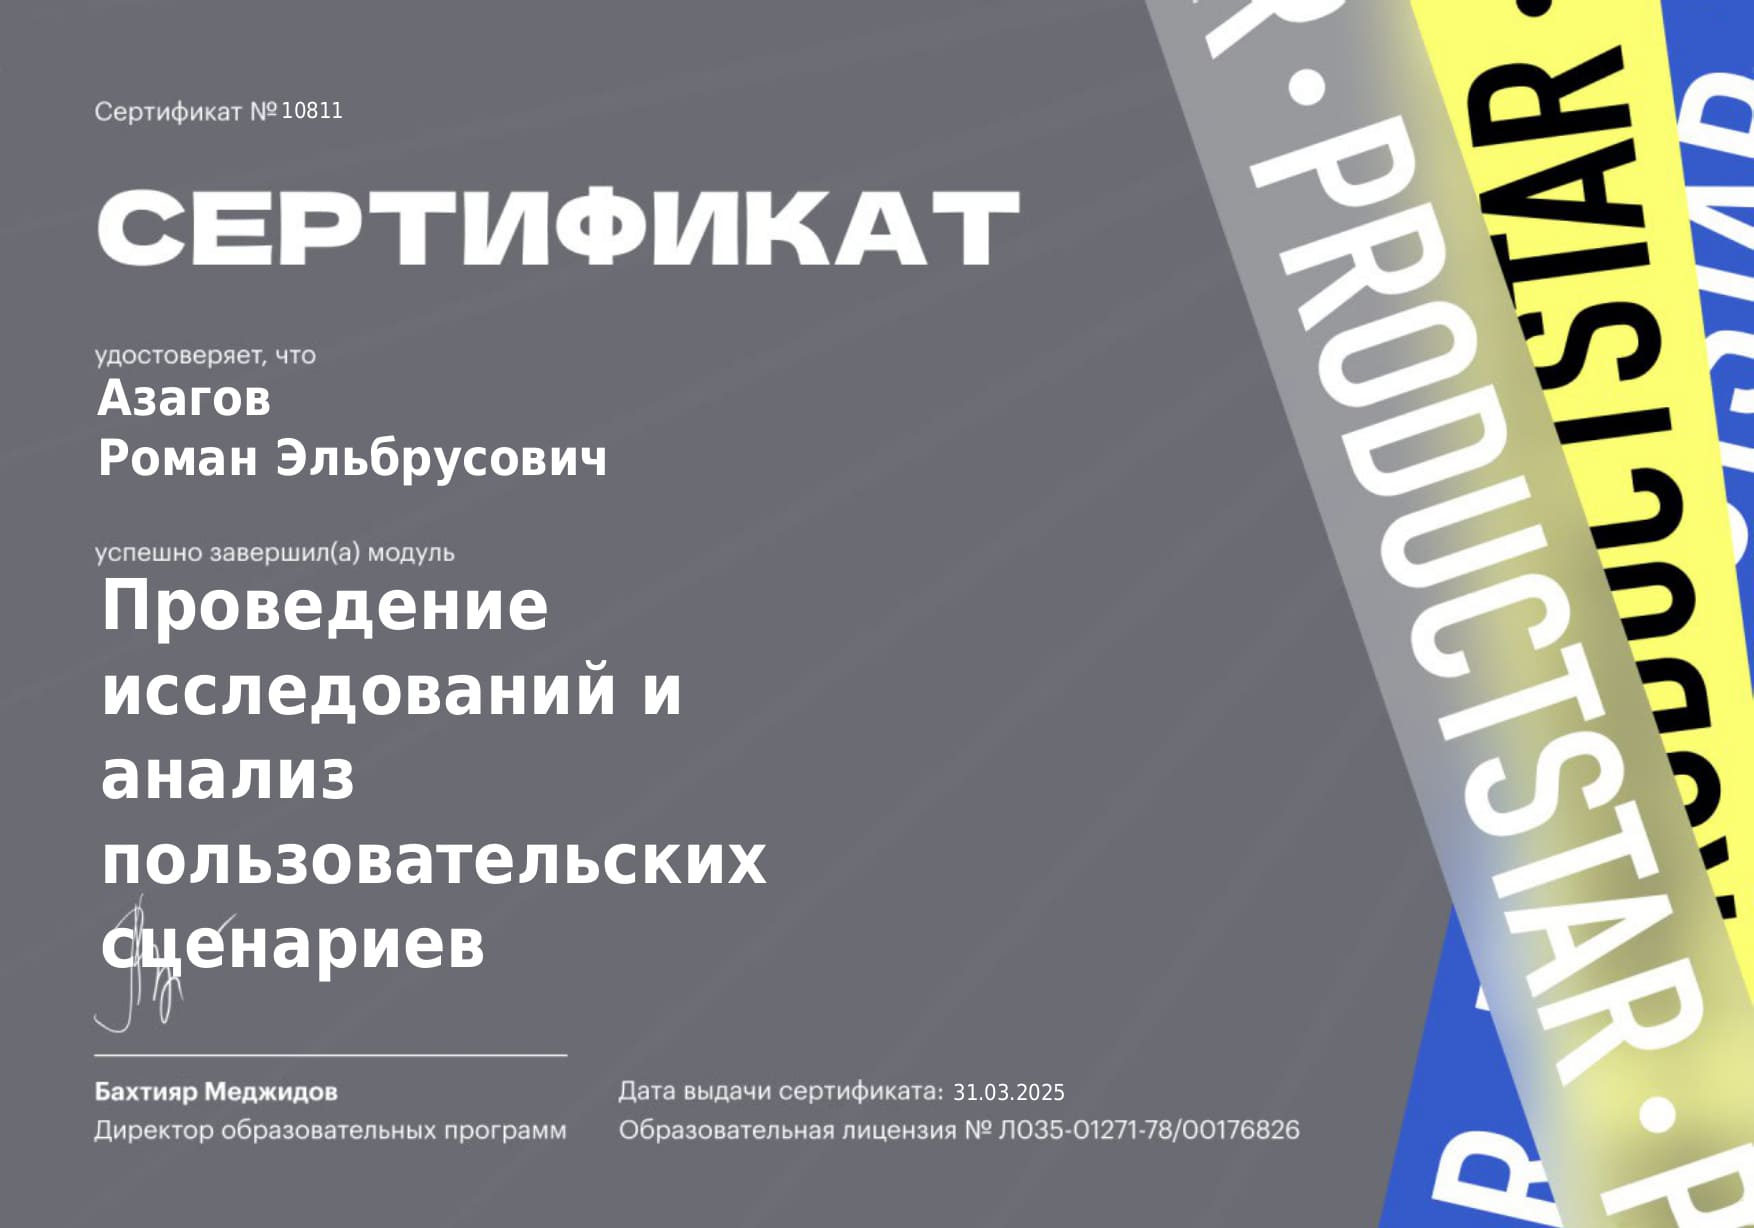 Сертификат № 10811
СЕРТИФИКАТ
удостоверяет, что
Азагов
Роман Эльбрусович
успешно завершил(а) модуль
Проведение
исследований и
анализ
пользовательских
сценариев
Бахтияр Меджидов
Директор образовательных программ
Дата выдачи сертификата: 31.03.2025
Образовательная лицензия № Л035-01271-78/00176826
R • PRODUCTSTAR • P
PRODUCTSTAR •